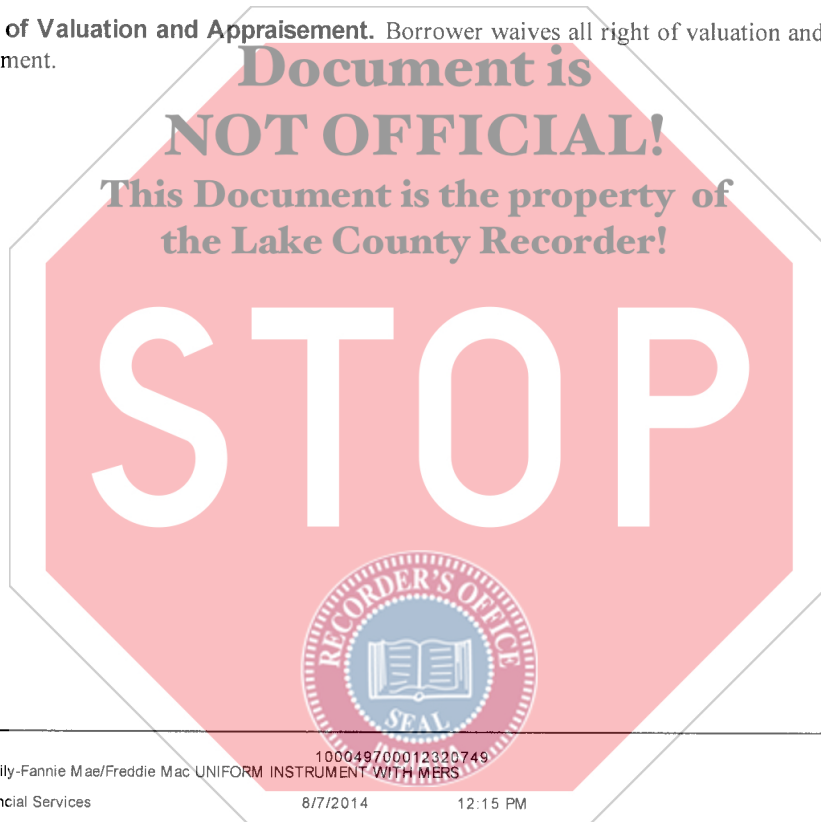 of Valuation and Appraisement. Borrower waives all right of valuation and
ment.
Document is
NOT OFFICIAL!
This Document is the property of
the Lake County Recorder!
STOP
RECORDER'S OFFICE
SEAL
INDIANA
100049700012320749
ily-Fannie Mae/Freddie Mac UNIFORM INSTRUMENT WITH MERS
ncial Services 8/7/2014 12:15 PM